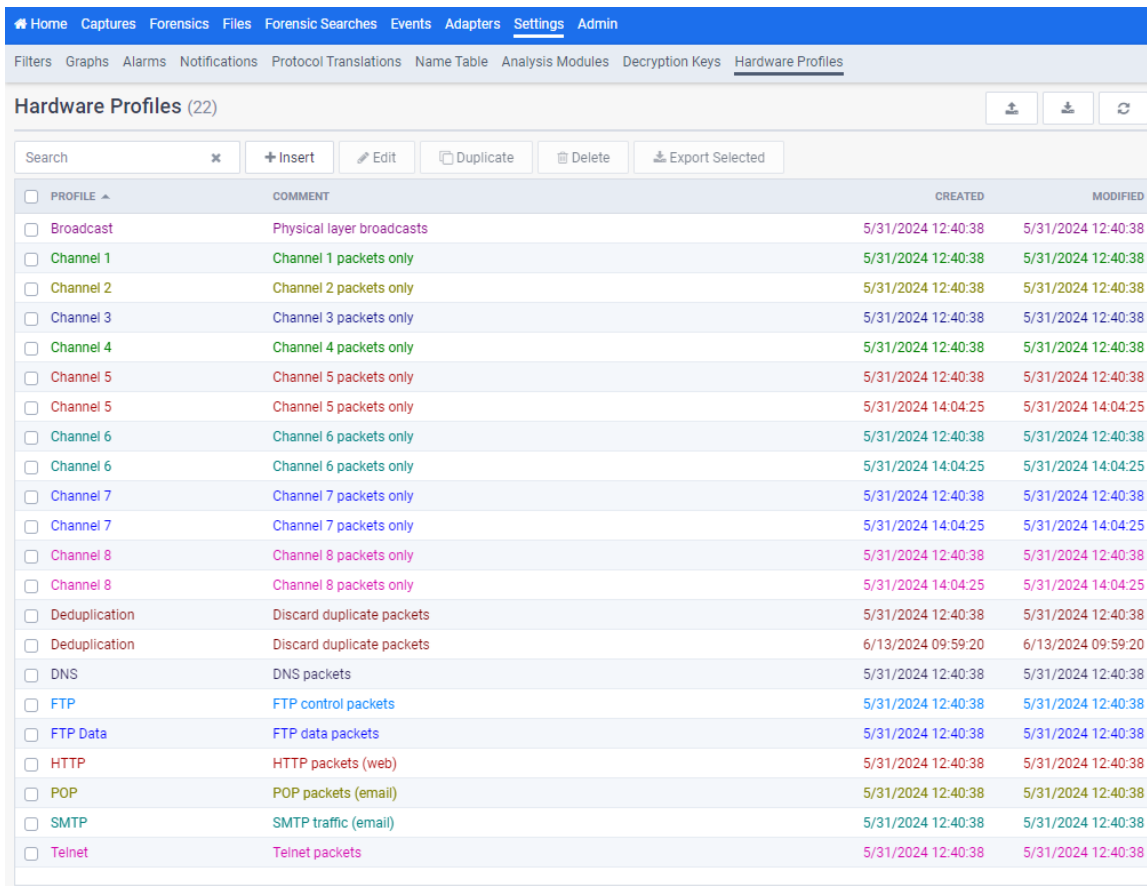 Home Captures Forensics Files Forensic Searches Events Adapters Settings Admin
Filters Graphs Alarms Notifications Protocol Translations Name Table Analysis Modules Decryption Keys Hardware Profiles
Hardware Profiles (22)
Search Insert Edit Duplicate Delete Export Selected
PROFILE COMMENT CREATED MODIFIED
Broadcast Physical layer broadcasts 5/31/2024 12:40:38 5/31/2024 12:40:38
Channel 1 Channel 1 packets only 5/31/2024 12:40:38 5/31/2024 12:40:38
Channel 2 Channel 2 packets only 5/31/2024 12:40:38 5/31/2024 12:40:38
Channel 3 Channel 3 packets only 5/31/2024 12:40:38 5/31/2024 12:40:38
Channel 4 Channel 4 packets only 5/31/2024 12:40:38 5/31/2024 12:40:38
Channel 5 Channel 5 packets only 5/31/2024 12:40:38 5/31/2024 12:40:38
Channel 5 Channel 5 packets only 5/31/2024 14:04:25 5/31/2024 14:04:25
Channel 6 Channel 6 packets only 5/31/2024 12:40:38 5/31/2024 12:40:38
Channel 6 Channel 6 packets only 5/31/2024 14:04:25 5/31/2024 14:04:25
Channel 7 Channel 7 packets only 5/31/2024 12:40:38 5/31/2024 12:40:38
Channel 7 Channel 7 packets only 5/31/2024 14:04:25 5/31/2024 14:04:25
Channel 8 Channel 8 packets only 5/31/2024 12:40:38 5/31/2024 12:40:38
Channel 8 Channel 8 packets only 5/31/2024 14:04:25 5/31/2024 14:04:25
Deduplication Discard duplicate packets 5/31/2024 12:40:38 5/31/2024 12:40:38
Deduplication Discard duplicate packets 6/13/2024 09:59:20 6/13/2024 09:59:20
DNS DNS packets 5/31/2024 12:40:38 5/31/2024 12:40:38
FTP FTP control packets 5/31/2024 12:40:38 5/31/2024 12:40:38
FTP Data FTP data packets 5/31/2024 12:40:38 5/31/2024 12:40:38
HTTP HTTP packets (web) 5/31/2024 12:40:38 5/31/2024 12:40:38
POP POP packets (email) 5/31/2024 12:40:38 5/31/2024 12:40:38
SMTP SMTP traffic (email) 5/31/2024 12:40:38 5/31/2024 12:40:38
Telnet Telnet packets 5/31/2024 12:40:38 5/31/2024 12:40:38